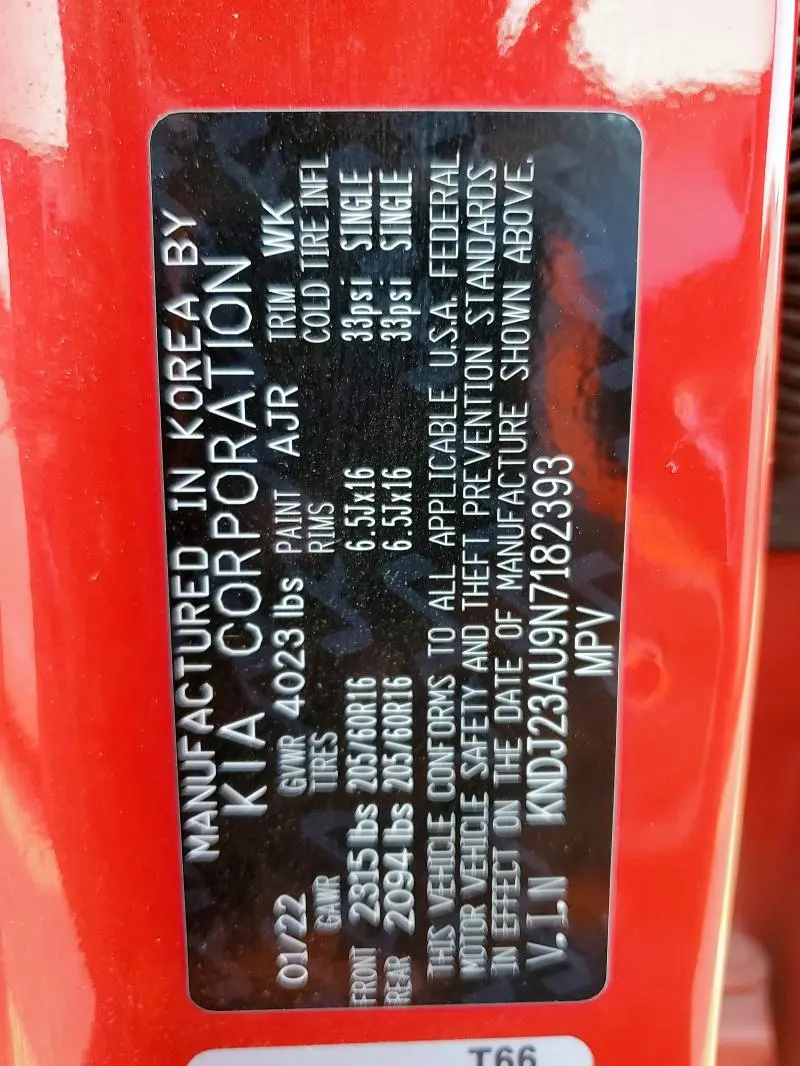 MANUFACTURED IN KOREA BY
KIA CORPORATION
01/22 GVWR 4023 lbs PAINT AJR TRIM WK
GAWR TIRES RIMS COLD TIRE INFL
FRONT 2315 lbs 205/60R16 6.5Jx16 33psi SINGLE
REAR 2094 lbs 205/60R16 6.5Jx16 33psi SINGLE
THIS VEHICLE CONFORMS TO ALL APPLICABLE U.S.A. FEDERAL
MOTOR VEHICLE SAFETY AND THEFT PREVENTION STANDARDS
IN EFFECT ON THE DATE OF MANUFACTURE SHOWN ABOVE.
V.I.N KNDJ23AU9N7182393
MPV
T66